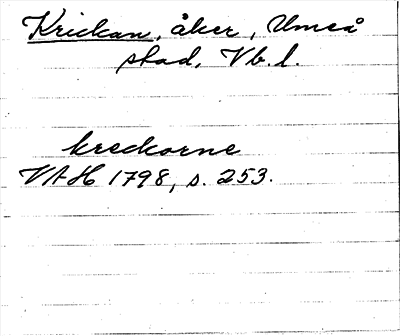 Krickan, åker, Umeå
stad, Vb. l.
kreckorne
VAH 1798, s. 253.